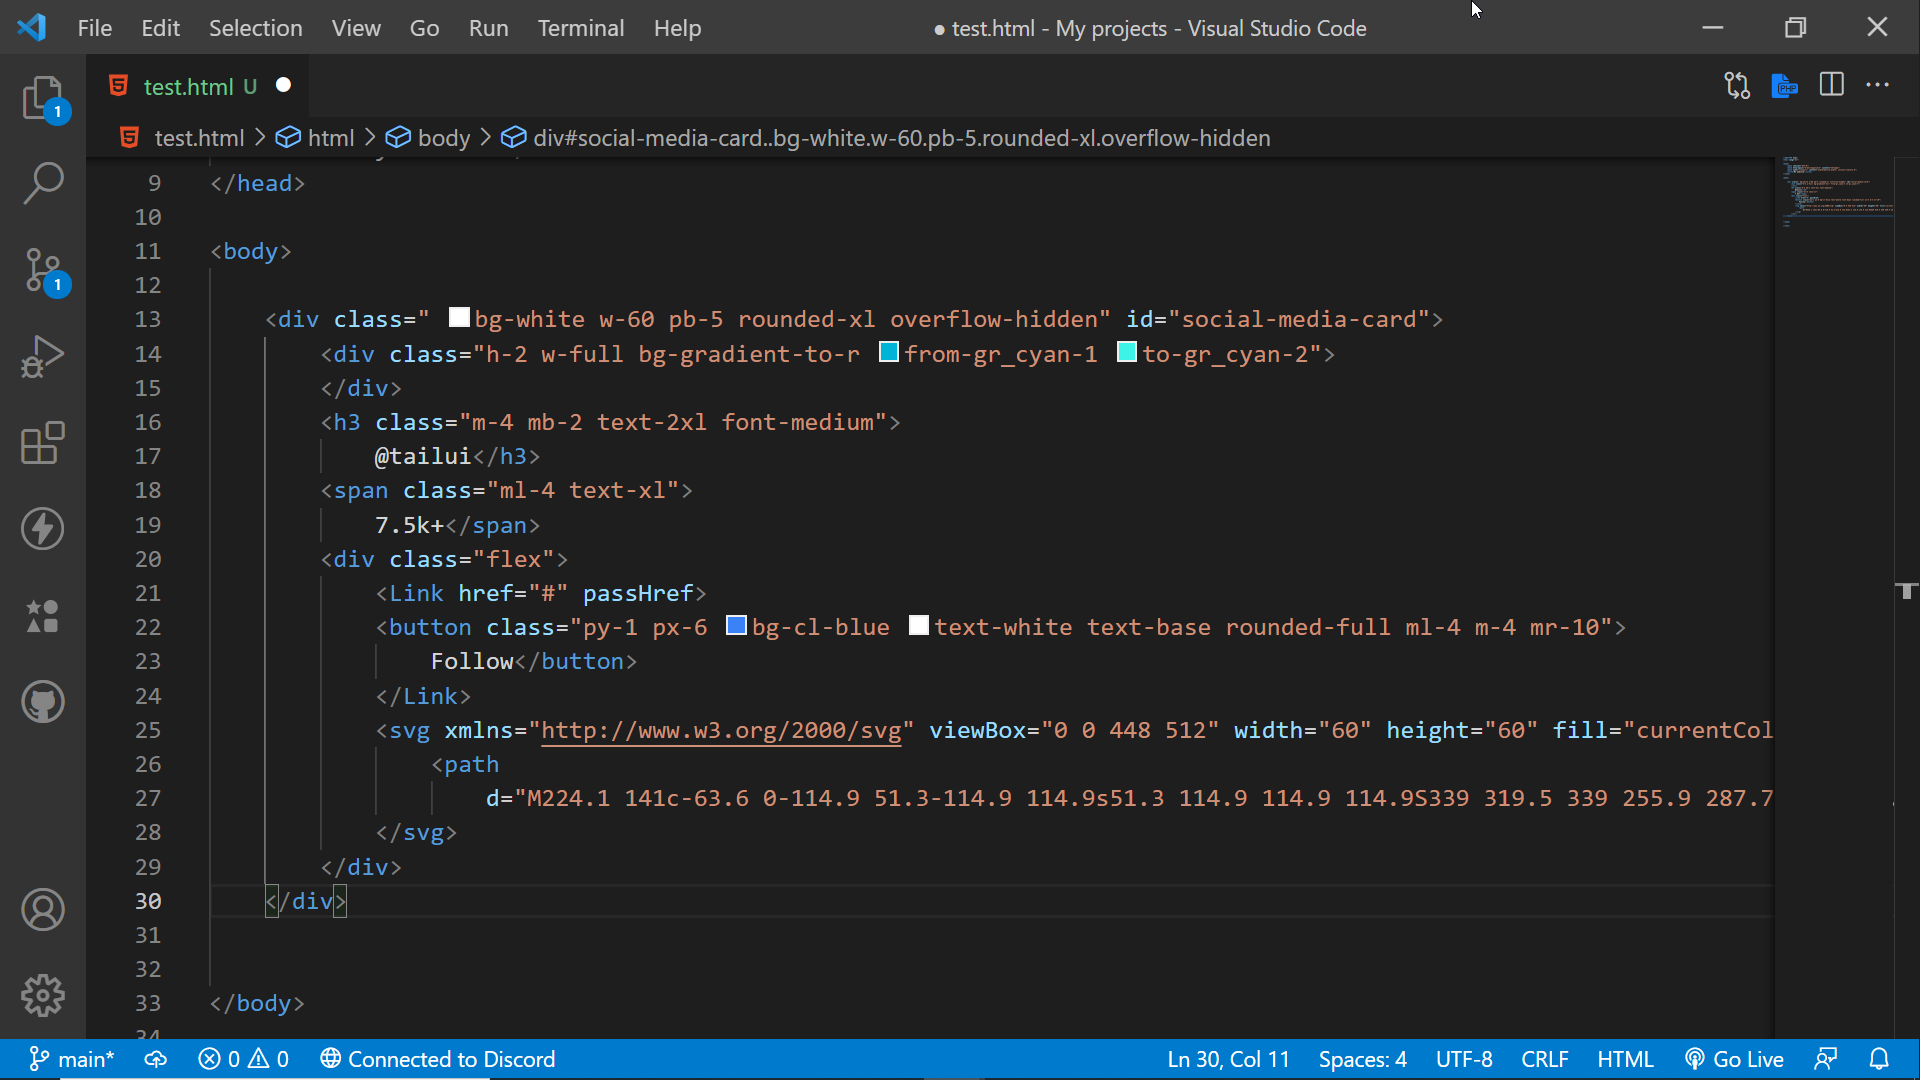 File Edit Selection View Go Run Terminal Help ● test.html - My projects - Visual Studio Code
test.html U
test.html > html > body > div#social-media-card..bg-white.w-60.pb-5.rounded-xl.overflow-hidden
9 </head>
10
11 <body>
12
13 <div class=" bg-white w-60 pb-5 rounded-xl overflow-hidden" id="social-media-card">
14 <div class="h-2 w-full bg-gradient-to-r from-gr_cyan-1 to-gr_cyan-2">
15 </div>
16 <h3 class="m-4 mb-2 text-2xl font-medium">
17 @tailui</h3>
18 <span class="ml-4 text-xl">
19 7.5k+</span>
20 <div class="flex">
21 <Link href="#" passHref>
22 <button class="py-1 px-6 bg-cl-blue text-white text-base rounded-full ml-4 m-4 mr-10">
23 Follow</button>
24 </Link>
25 <svg xmlns="http://www.w3.org/2000/svg" viewBox="0 0 448 512" width="60" height="60" fill="currentCol
26 <path
27 d="M224.1 141c-63.6 0-114.9 51.3-114.9 114.9s51.3 114.9 114.9 114.9S339 319.5 339 255.9 287.7
28 </svg>
29 </div>
30 </div>
31
32
33 </body>
34
1
1
PHP
main* 0 0 Connected to Discord Ln 30, Col 11 Spaces: 4 UTF-8 CRLF HTML Go Live